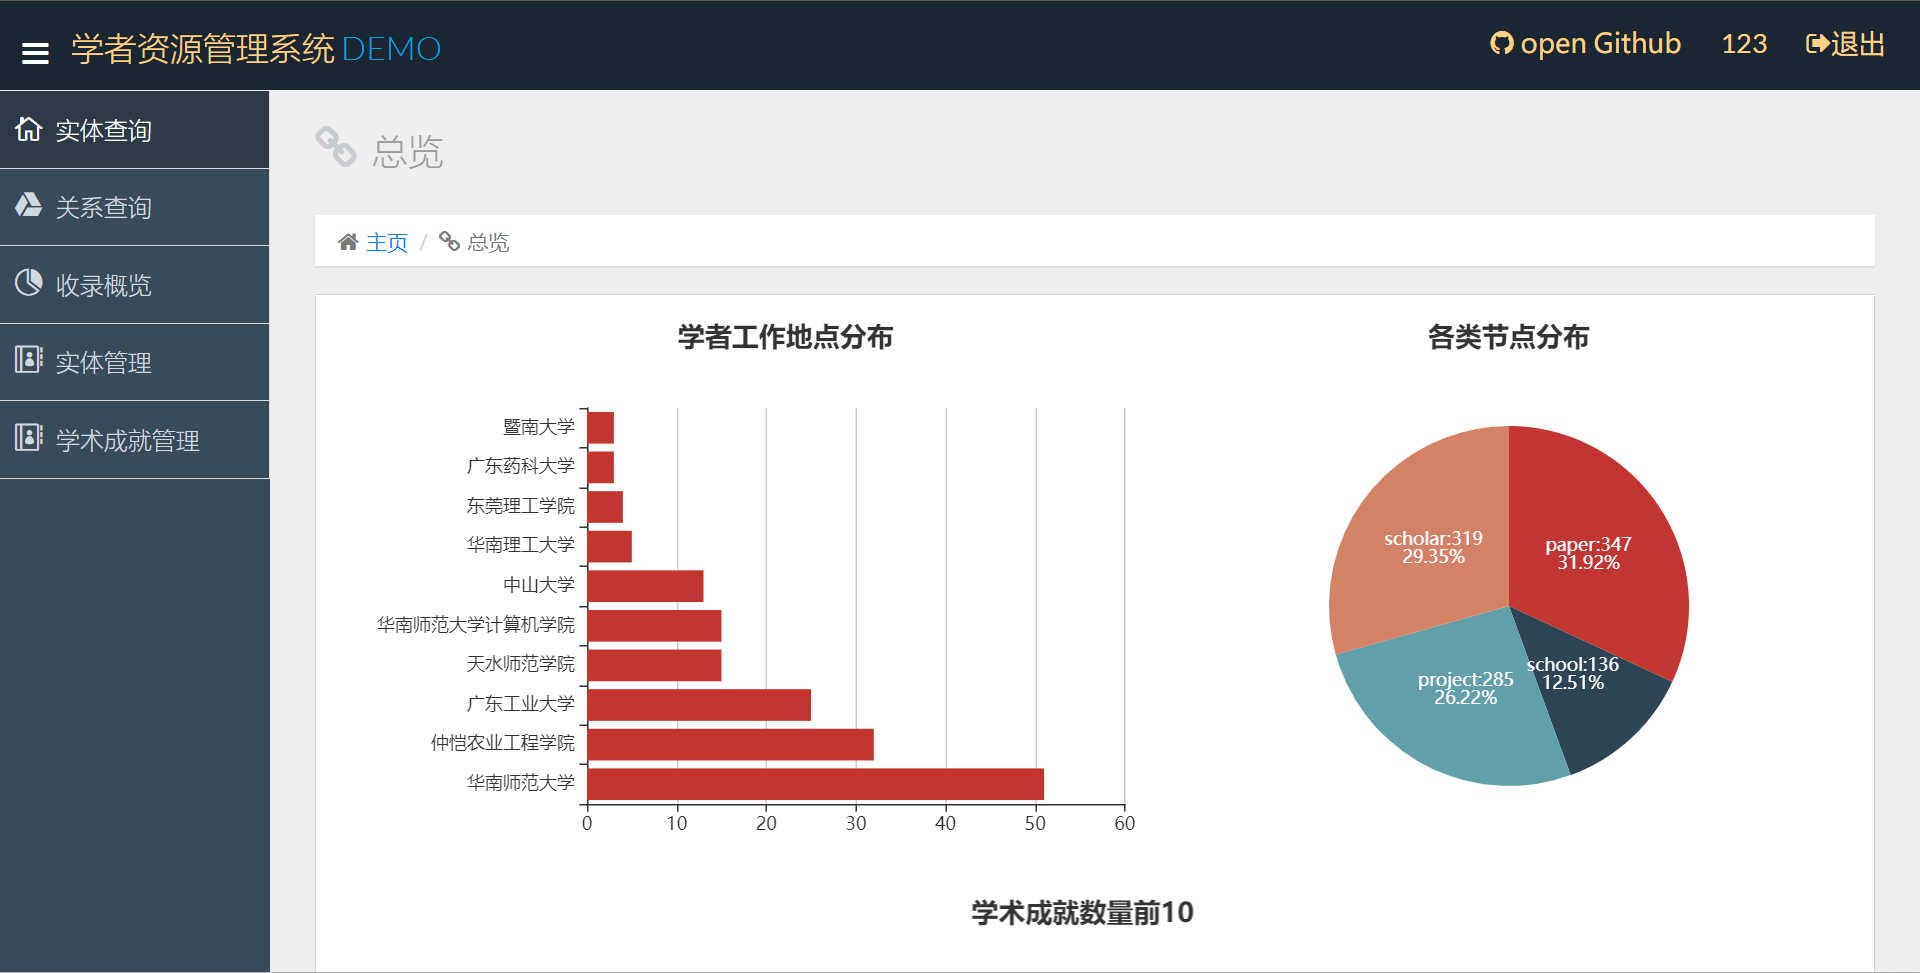 学者资源管理系统 DEMO
open Github 123 退出
实体查询
关系查询
收录概览
实体管理
学术成就管理
总览
主页 / 总览
学者工作地点分布
暨南大学
广东药科大学
东莞理工学院
华南理工大学
中山大学
华南师范大学计算机学院
天水师范学院
广东工业大学
仲恺农业工程学院
华南师范大学
0 10 20 30 40 50 60
各类节点分布
scholar:319
29.35%
paper:347
31.92%
school:136
12.51%
project:285
26.22%
学术成就数量前10